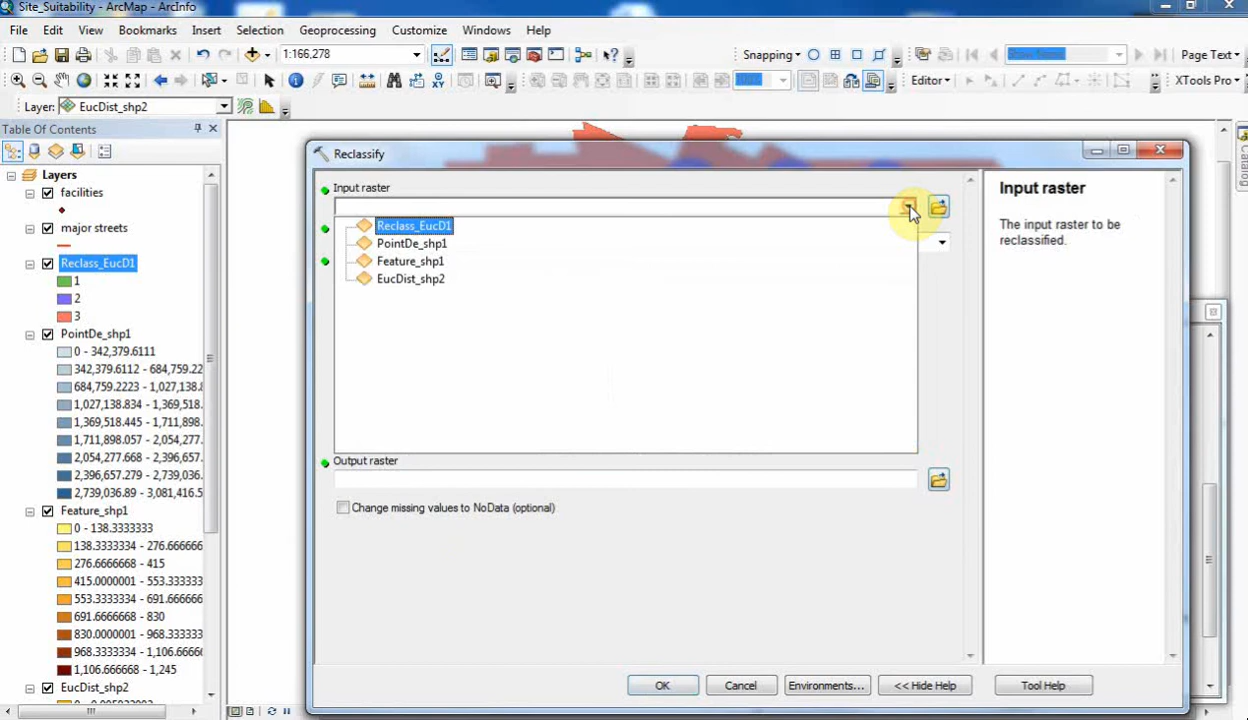 Site_Suitability - ArcMap - ArcInfo
File Edit View Bookmarks Insert Selection Geoprocessing Customize Windows Help
1:166,278 Snapping Page Text
Editor XTools Pro
Layer: EucDist_shp2
Table Of Contents
Layers
facilities
major streets
Reclass_EucD1
1
2
3
PointDe_shp1
0 - 342,379.6111
342,379.6112 - 684,759.22
684,759.2223 - 1,027,138.
1,027,138.834 - 1,369,518.
1,369,518.445 - 1,711,898.
1,711,898.057 - 2,054,277.
2,054,277.668 - 2,396,657.
2,396,657.279 - 2,739,036.
2,739,036.89 - 3,081,416.5
Feature_shp1
0 - 138.3333333
138.3333334 - 276.666666
276.6666668 - 415
415.0000001 - 553.333333
553.3333334 - 691.666666
691.6666668 - 830
830.0000001 - 968.333333
968.3333334 - 1,106.66666
1,106.666668 - 1,245
EucDist_shp2
Reclassify
Input raster
Reclass_EucD1
PointDe_shp1
Feature_shp1
EucDist_shp2
Output raster
Change missing values to NoData (optional)
OK Cancel Environments... << Hide Help Tool Help
Input raster
The input raster to be
reclassified.
Catalog